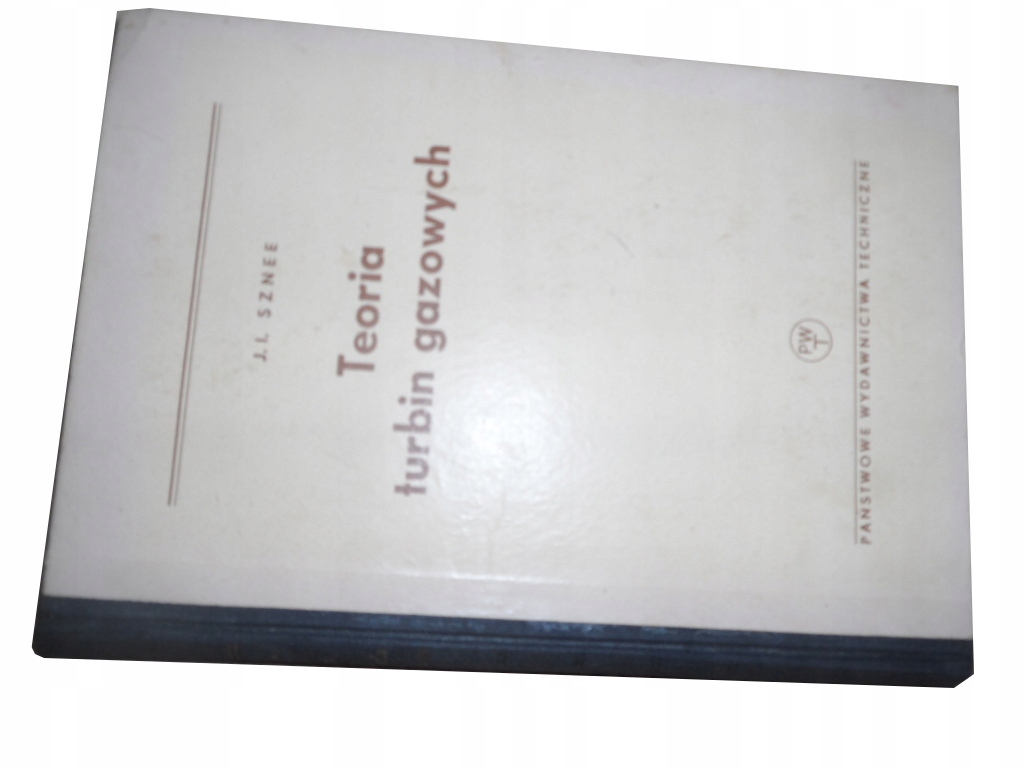 J. I. SZNEE
Teoria
turbin gazowych
PWT
PAŃSTWOWE WYDAWNICTWA TECHNICZNE